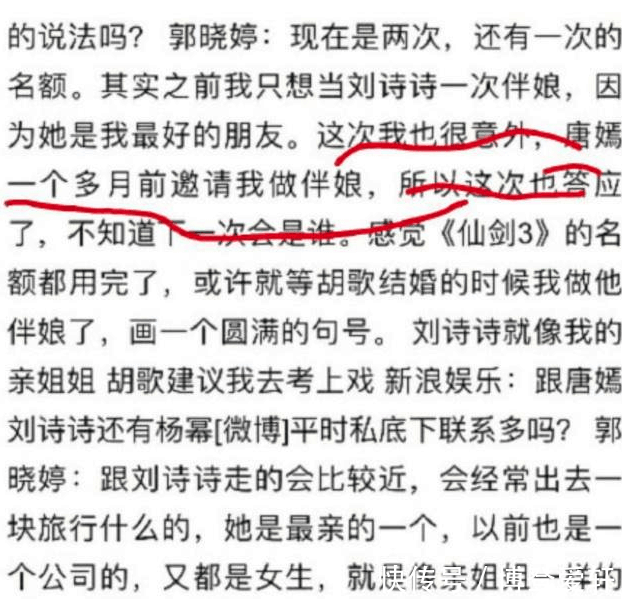 的说法吗？ 郭晓婷：现在是两次，还有一次的
名额。其实之前我只想当刘诗诗一次伴娘，因
为她是我最好的朋友。这次我也很意外，唐嫣
一个多月前邀请我做伴娘，所以这次也答应
了，不知道下一次会是谁。感觉《仙剑3》的名
额都用完了，或许就等胡歌结婚的时候我做他
伴娘了，画一个圆满的句号。 刘诗诗就像我的
亲姐姐 胡歌建议我去考上戏 新浪娱乐：跟唐嫣
刘诗诗还有杨幂[微博]平时私底下联系多吗？ 郭
晓婷：跟刘诗诗走的会比较近，会经常出去一
块旅行什么的，她是最亲的一个，以前也是一
个公司的，又都是女生，就